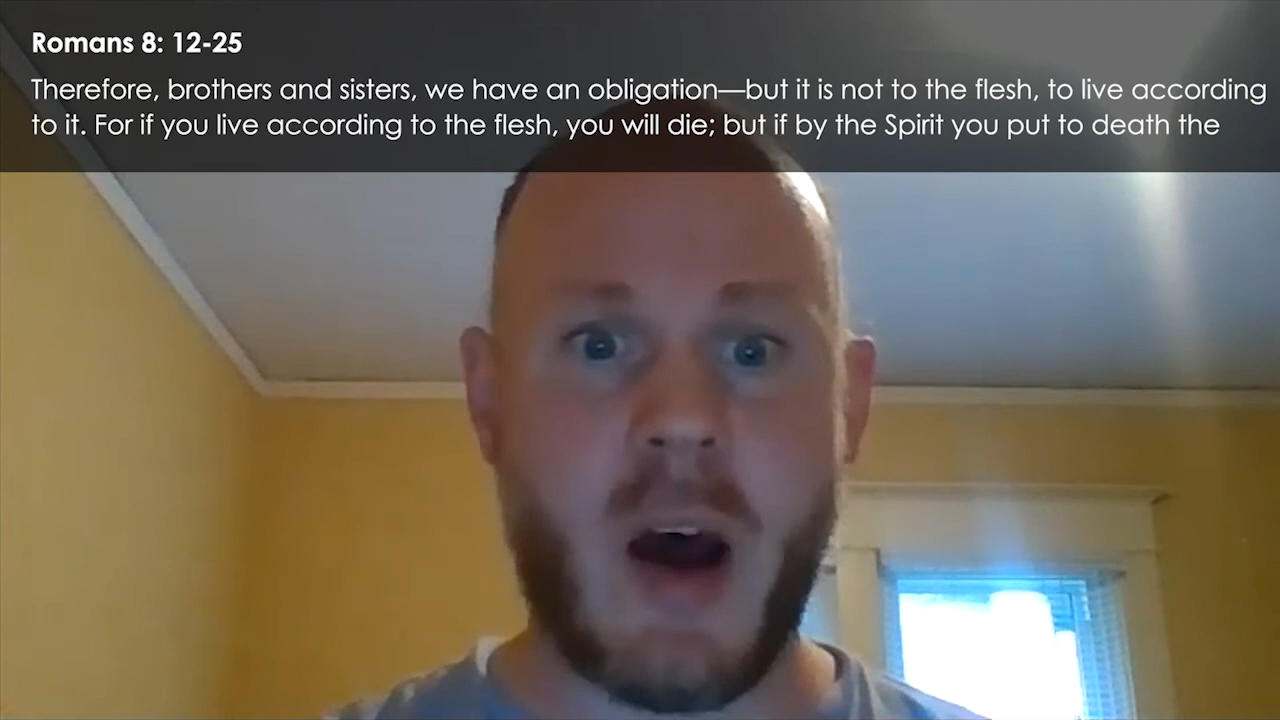 Romans 8: 12-25
Therefore, brothers and sisters, we have an obligation—but it is not to the flesh, to live according
to it. For if you live according to the flesh, you will die; but if by the Spirit you put to death the